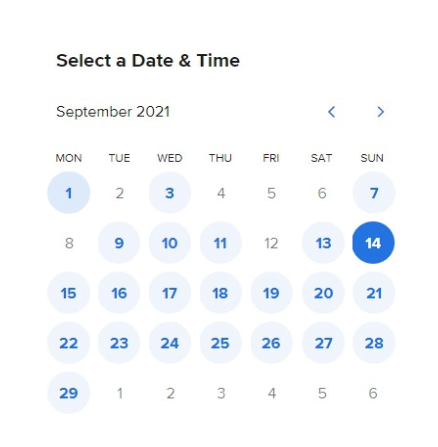 Select a Date & Time
September 2021
MON TUE WED THU FRI SAT SUN
1 2 3 4 5 6 7
8 9 10 11 12 13 14
15 16 17 18 19 20 21
22 23 24 25 26 27 28
29 1 2 3 4 5 6